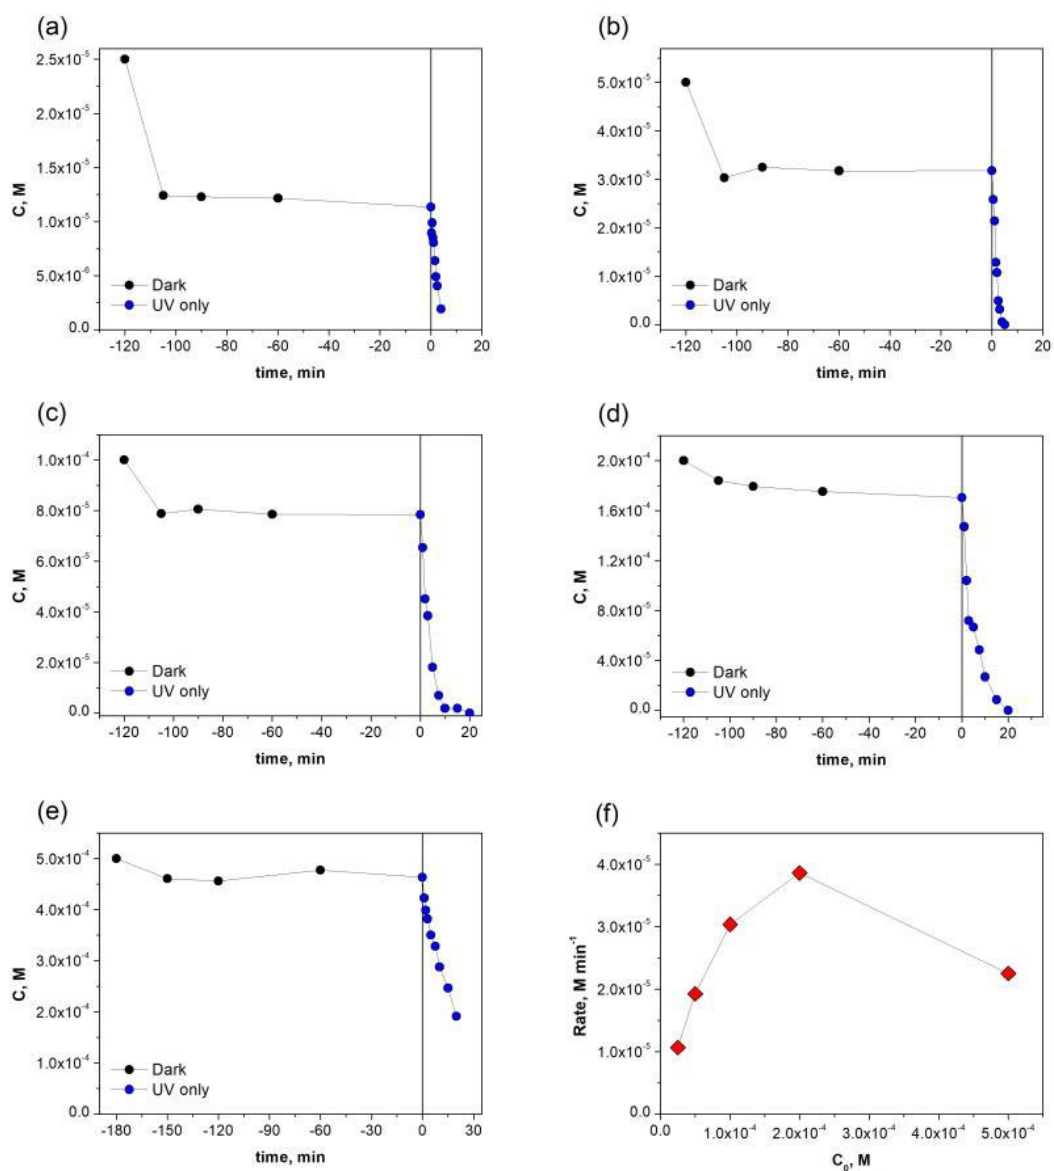 (a)
2.5x10⁻⁵
2.0x10⁻⁵
1.5x10⁻⁵
1.0x10⁻⁵
5.0x10⁻⁶
0.0
C, M
Dark
UV only
-120 -100 -80 -60 -40 -20 0 20
time, min
(b)
5.0x10⁻⁵
4.0x10⁻⁵
3.0x10⁻⁵
2.0x10⁻⁵
1.0x10⁻⁵
0.0
C, M
Dark
UV only
-120 -100 -80 -60 -40 -20 0 20
time, min
(c)
1.0x10⁻⁴
8.0x10⁻⁵
6.0x10⁻⁵
4.0x10⁻⁵
2.0x10⁻⁵
0.0
C, M
Dark
UV only
-120 -100 -80 -60 -40 -20 0 20
time, min
(d)
2.0x10⁻⁴
1.6x10⁻⁴
1.2x10⁻⁴
8.0x10⁻⁵
4.0x10⁻⁵
0.0
C, M
Dark
UV only
-120 -100 -80 -60 -40 -20 0 20
time, min
(e)
5.0x10⁻⁴
4.0x10⁻⁴
3.0x10⁻⁴
2.0x10⁻⁴
1.0x10⁻⁴
0.0
C, M
Dark
UV only
-180 -150 -120 -90 -60 -30 0 30
time, min
(f)
4.0x10⁻⁵
3.0x10⁻⁵
2.0x10⁻⁵
1.0x10⁻⁵
0.0
Rate, M min⁻¹
0.0 1.0x10⁻⁴ 2.0x10⁻⁴ 3.0x10⁻⁴ 4.0x10⁻⁴ 5.0x10⁻⁴
C₀, M